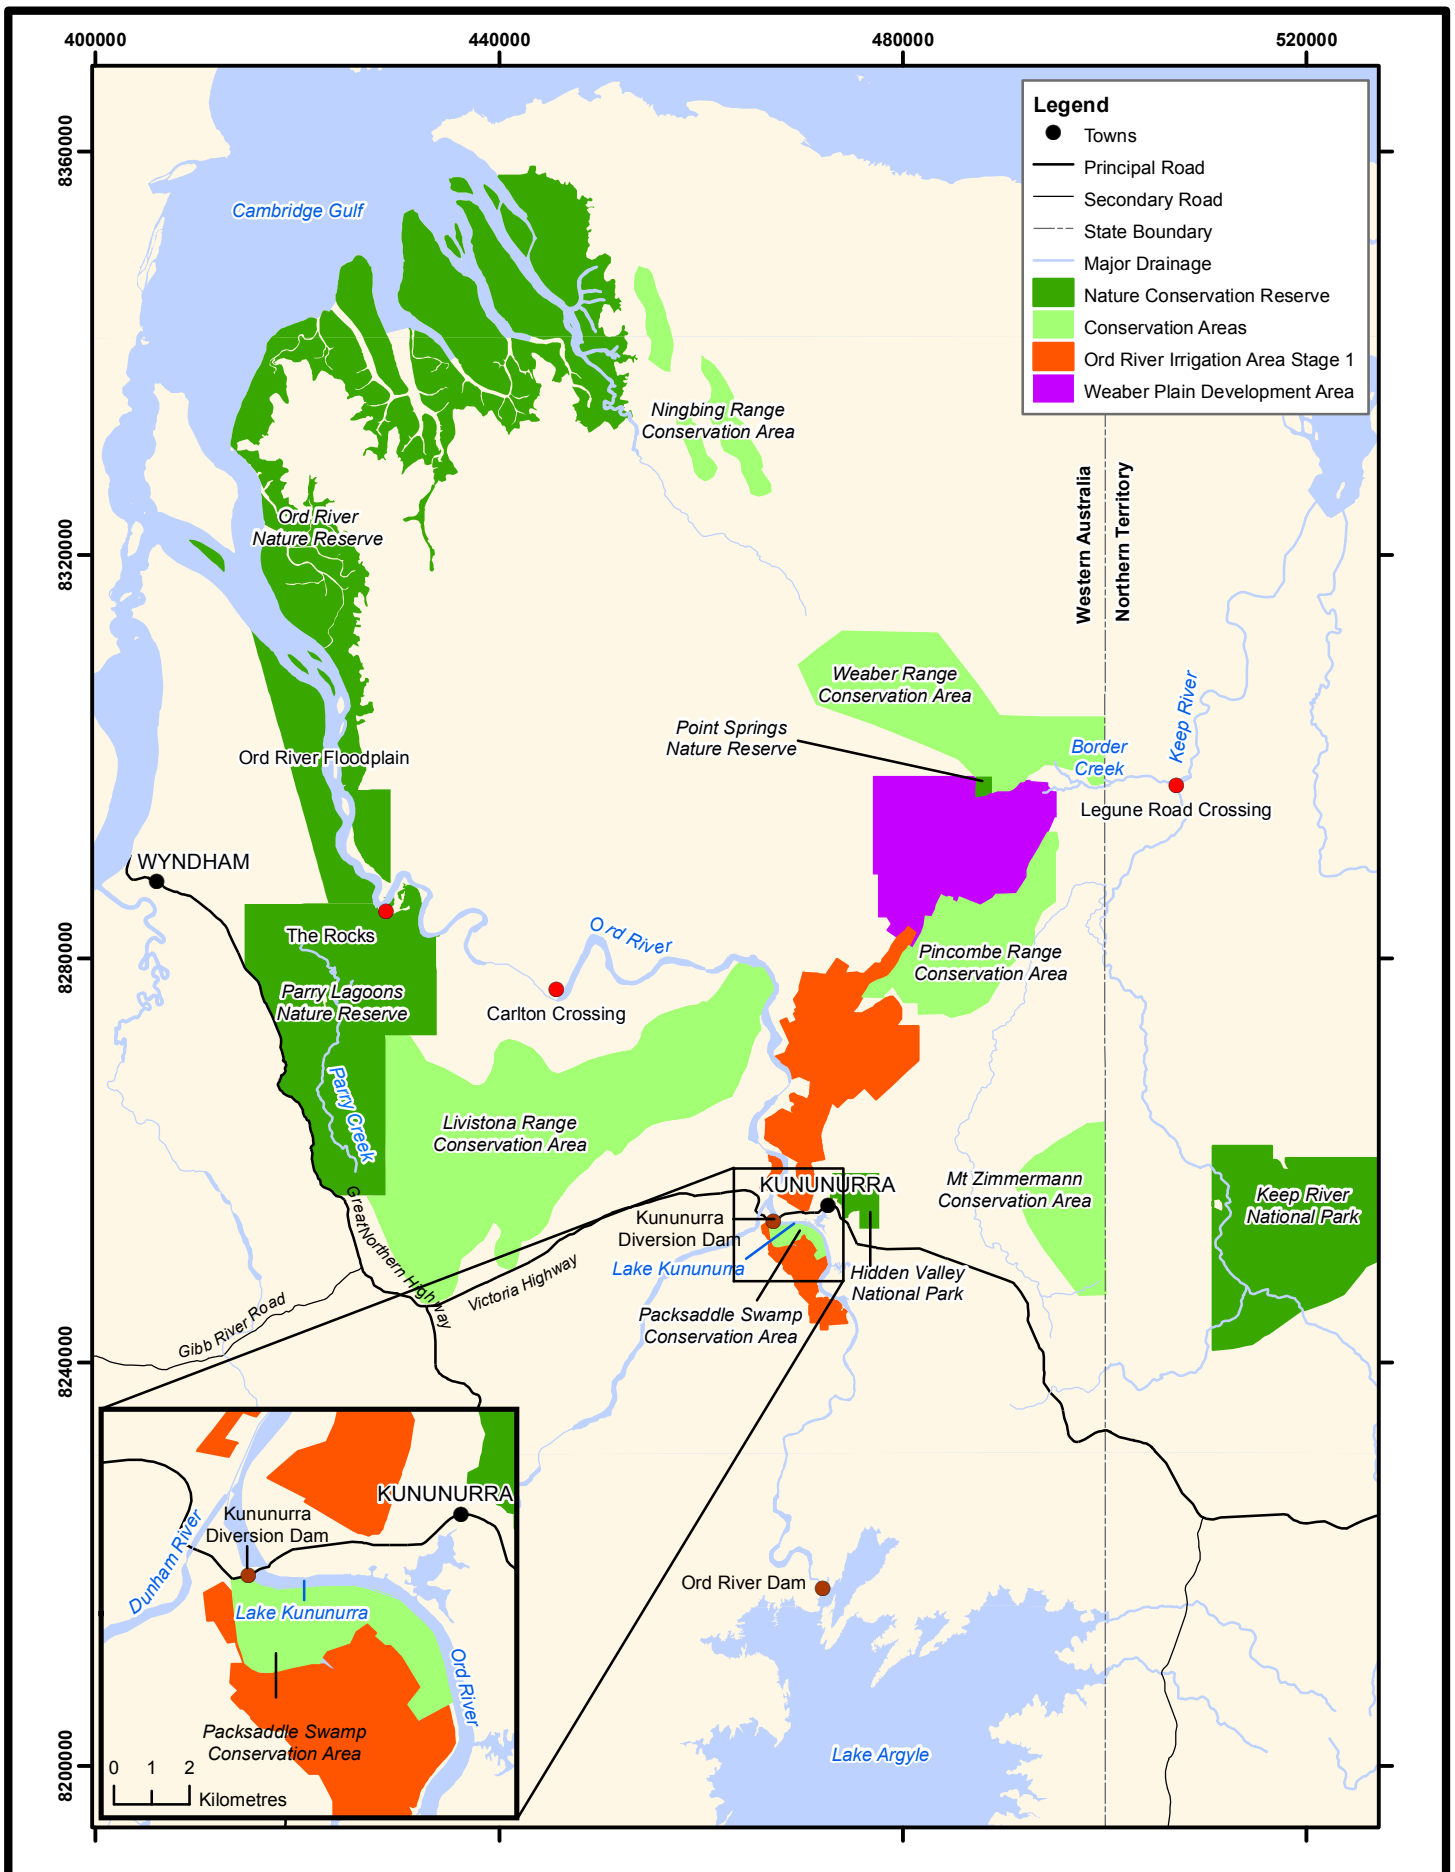 400000
440000
480000
520000
8360000
8320000
8280000
8240000
8200000
Legend
Towns
Principal Road
Secondary Road
State Boundary
Major Drainage
Nature Conservation Reserve
Conservation Areas
Ord River Irrigation Area Stage 1
Weaber Plain Development Area
Cambridge Gulf
Ningbing Range
Conservation Area
Ord River
Nature Reserve
Western Australia
Northern Territory
Weaber Range
Conservation Area
Point Springs
Nature Reserve
Border
Creek
Keep River
Ord River Floodplain
Legune Road Crossing
WYNDHAM
The Rocks
Ord River
Pincombe Range
Conservation Area
Parry Lagoons
Nature Reserve
Carlton Crossing
Parry Creek
Livistona Range
Conservation Area
Mt Zimmermann
Conservation Area
Keep River
National Park
KUNUNURRA
Kununurra
Diversion Dam
Lake Kununurra
Hidden Valley
National Park
Packsaddle Swamp
Conservation Area
Great Northern Highway
Victoria Highway
Gibb River Road
Ord River Dam
Lake Argyle
KUNUNURRA
Kununurra
Diversion Dam
Dunham River
Lake Kununurra
Ord River
Packsaddle Swamp
Conservation Area
0 1 2
Kilometres